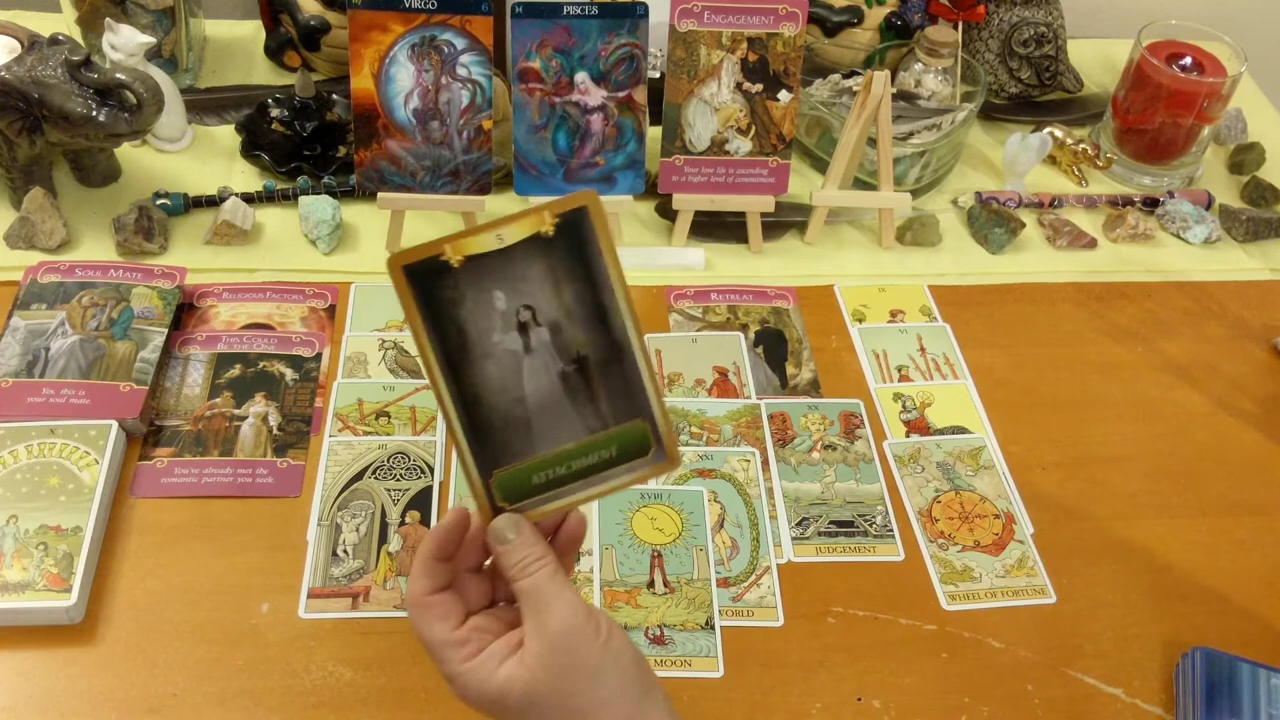 VIRGO 6
PISCES 12
ENGAGEMENT
Your love life is ascending
to a higher level of commitment.
5
ATTACHMENT
SOUL MATE
Yes, this is
your soul mate.
RELIGIOUS FACTORS
THIS COULD
BE THE ONE
You've already met the
romantic partner you seek.
X
VII
III
RETREAT
II
XXI
WORLD
XVIII
MOON
XX
JUDGEMENT
IX
VI
X
WHEEL OF FORTUNE